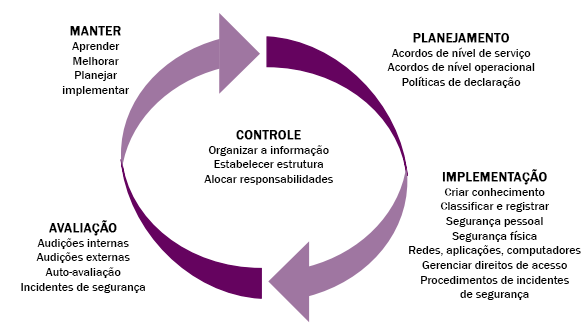 MANTER
Aprender
Melhorar
Planejar
implementar
PLANEJAMENTO
Acordos de nível de serviço
Acordos de nível operacional
Políticas de declaração
CONTROLE
Organizar a informação
Estabelecer estrutura
Alocar responsabilidades
IMPLEMENTAÇÃO
Criar conhecimento
Classificar e registrar
Segurança pessoal
Segurança física
Redes, aplicações, computadores
Gerenciar direitos de acesso
Procedimentos de incidentes
de segurança
AVALIAÇÃO
Audições internas
Audições externas
Auto-avaliação
Incidentes de segurança